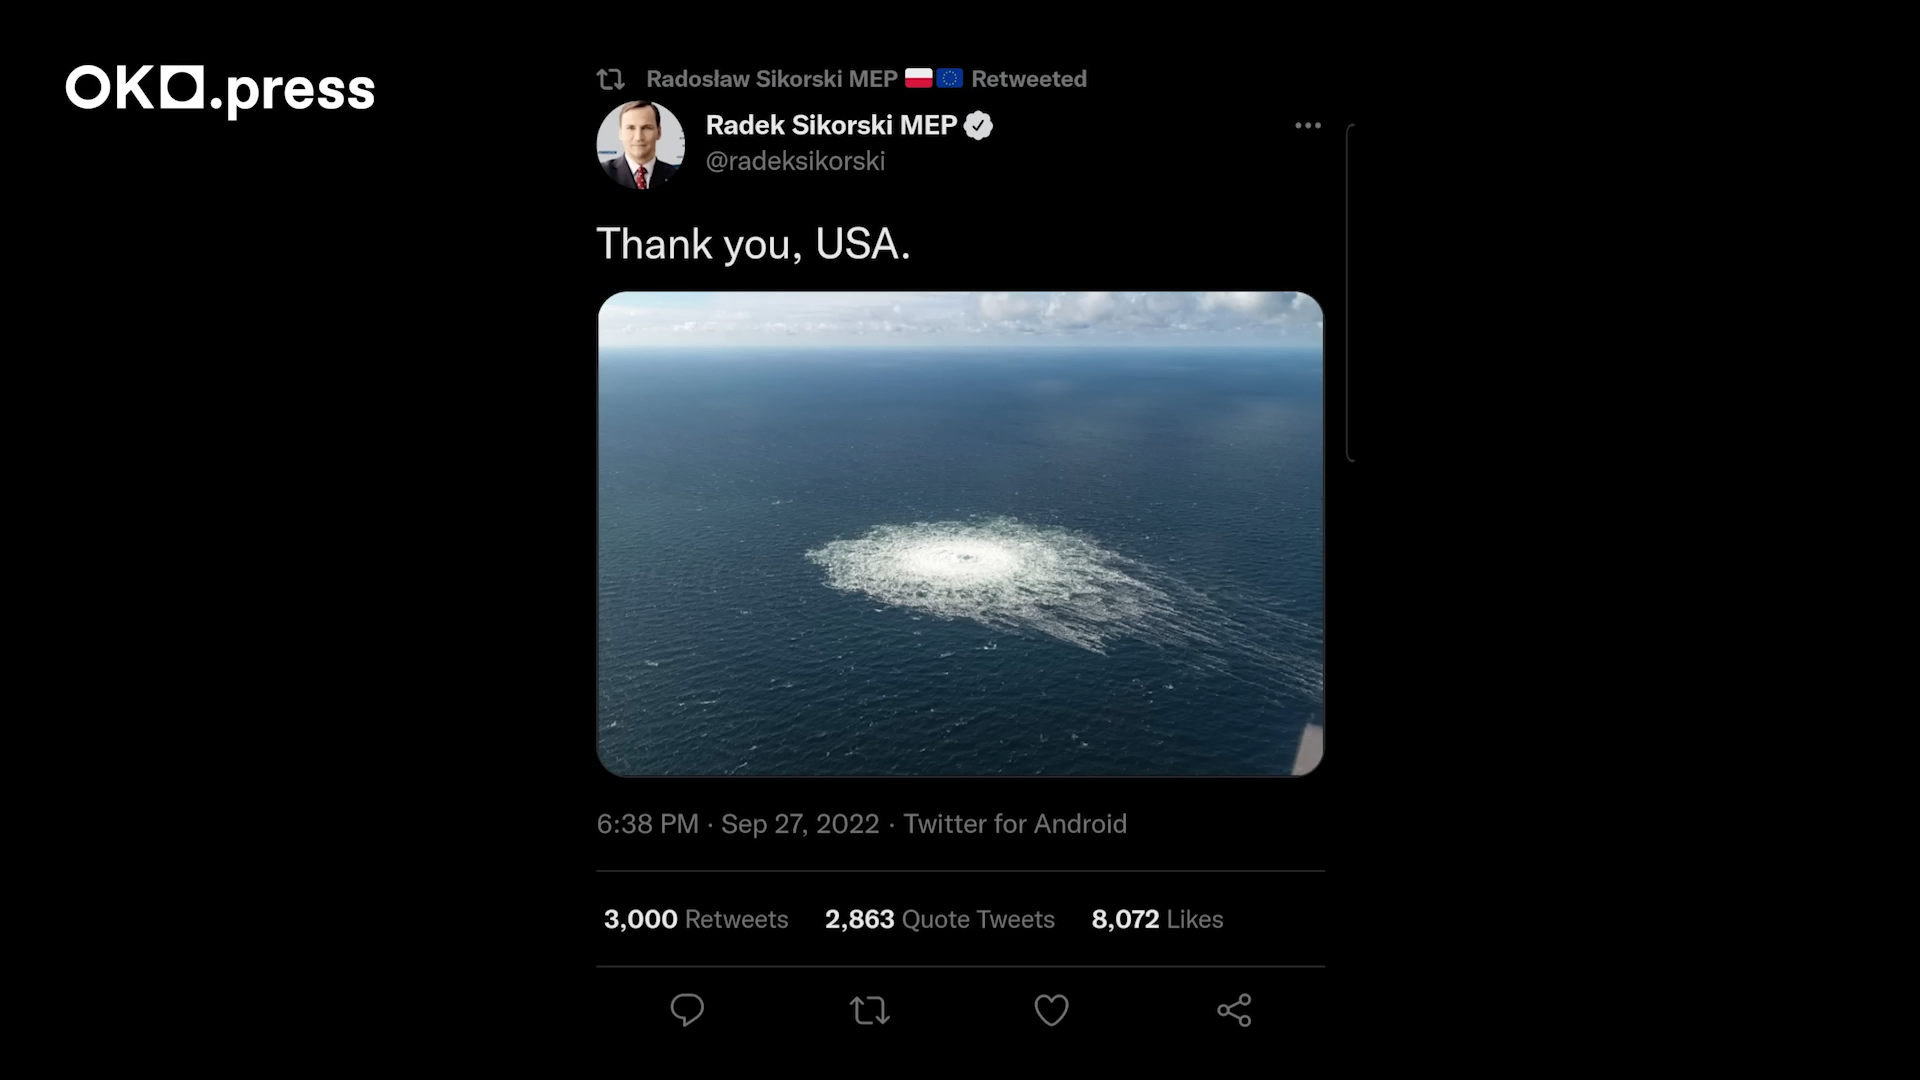 OKO.press
Radosław Sikorski MEP 🇵🇱🇪🇺 Retweeted
Radek Sikorski MEP
@radeksikorski
Thank you, USA.
6:38 PM · Sep 27, 2022 · Twitter for Android
3,000 Retweets 2,863 Quote Tweets 8,072 Likes